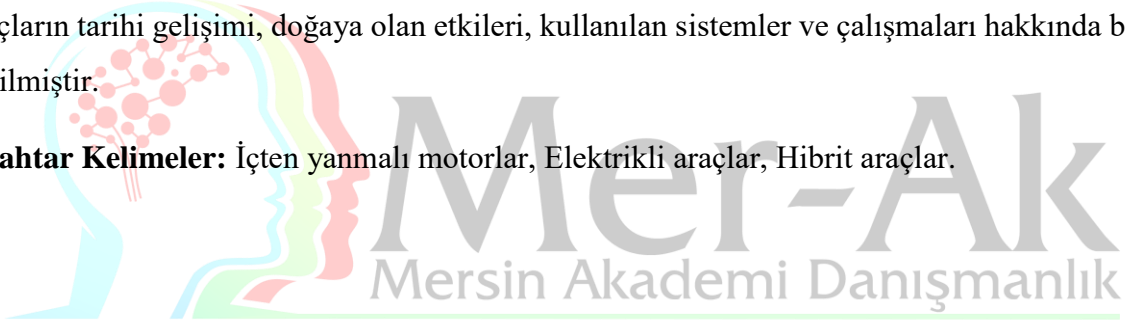 çların tarihi gelişimi, doğaya olan etkileri, kullanılan sistemler ve çalışmaları hakkında b
ilmiştir.
ahtar Kelimeler: İçten yanmalı motorlar, Elektrikli araçlar, Hibrit araçlar.
Mer-Ak
Mersin Akademi Danışmanlık